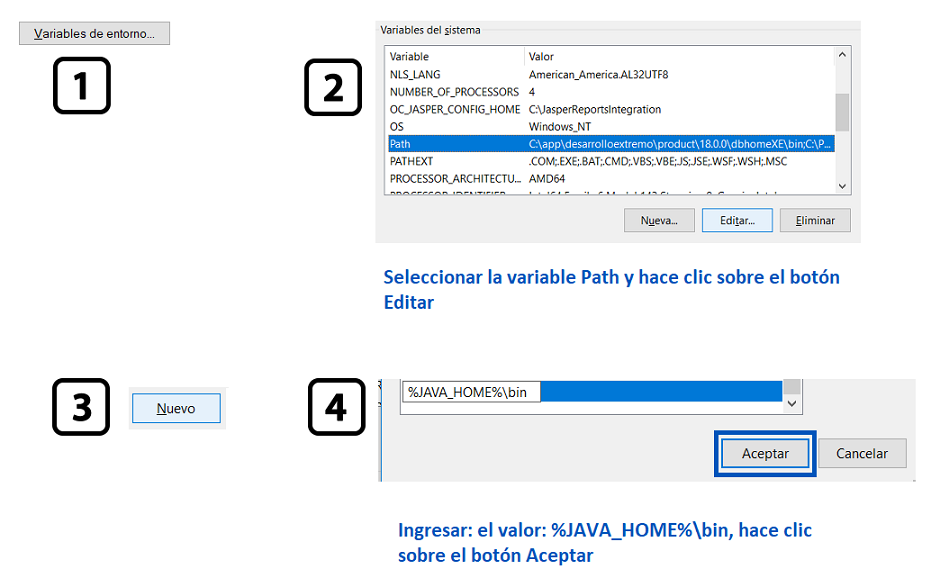 Variables de entorno...
1
2
Variables del sistema
Variable Valor
NLS_LANG American_America.AL32UTF8
NUMBER_OF_PROCESSORS 4
OC_JASPER_CONFIG_HOME C:\JasperReportsIntegration
OS Windows_NT
Path C:\app\desarrolloextremo\product\18.0.0\dbhomeXE\bin;C:\P...
PATHEXT .COM;.EXE;.BAT;.CMD;.VBS;.VBE;.JS;.JSE;.WSF;.WSH;.MSC
PROCESSOR_ARCHITECTU... AMD64
Nueva... Editar... Eliminar
Seleccionar la variable Path y hace clic sobre el botón
Editar
3
Nuevo
4
%JAVA_HOME%\bin
Aceptar Cancelar
Ingresar: el valor: %JAVA_HOME%\bin, hace clic
sobre el botón Aceptar